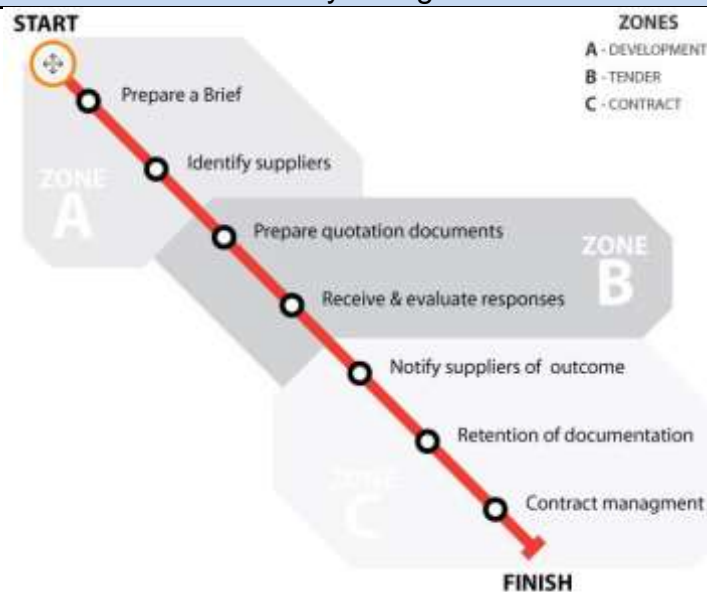 START
ZONES
A - DEVELOPMENT
B - TENDER
C - CONTRACT
Prepare a Brief
Identify suppliers
ZONE
A
Prepare quotation documents
ZONE
B
Receive & evaluate responses
Notify suppliers of outcome
Retention of documentation
ZONE
C
Contract managment
FINISH